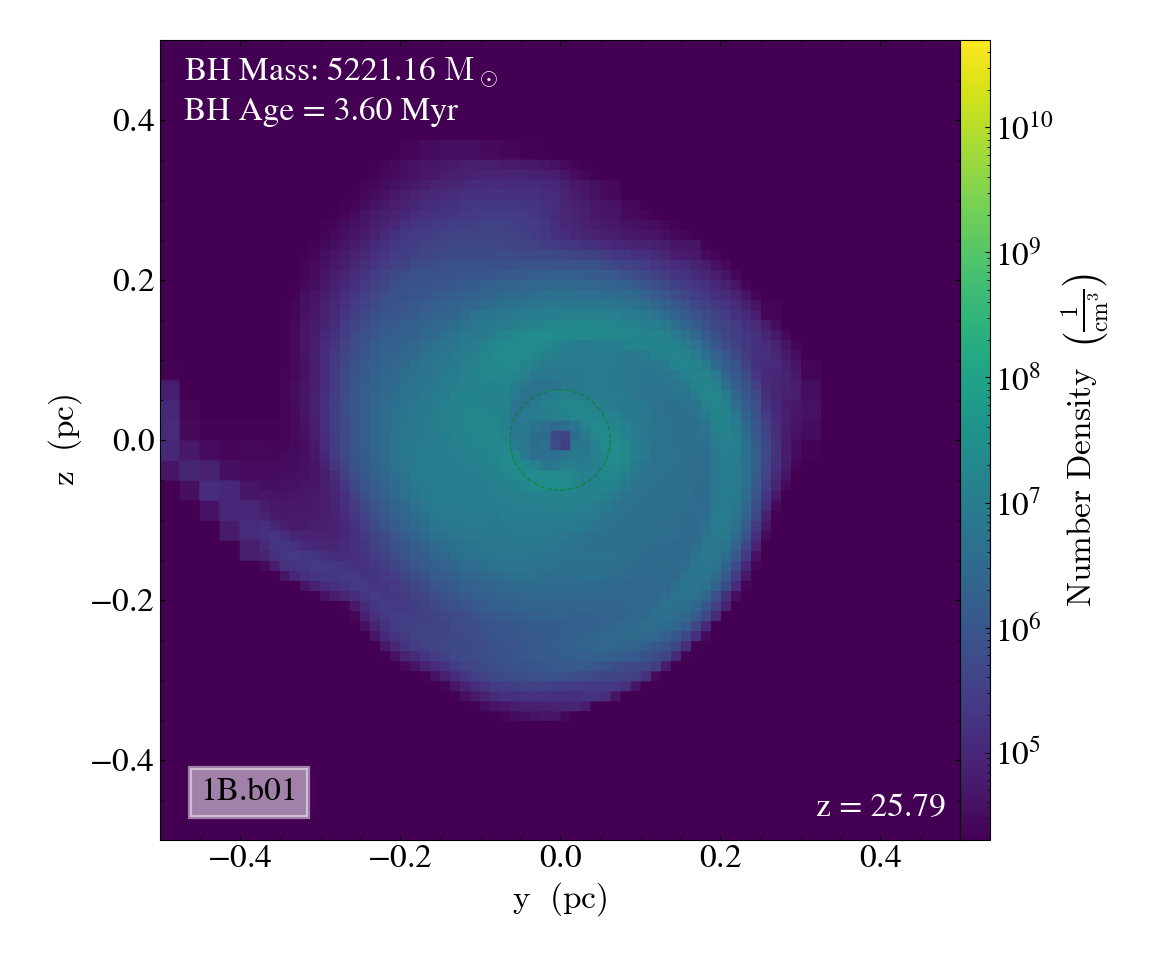 BH Mass: 5221.16 M⊙
BH Age = 3.60 Myr
0.4
0.2
0.0
−0.2
−0.4
z (pc)
1B.b01
z = 25.79
−0.4 −0.2 0.0 0.2 0.4
y (pc)
10¹⁰
10⁹
10⁸
10⁷
10⁶
10⁵
Number Density (1/cm³)